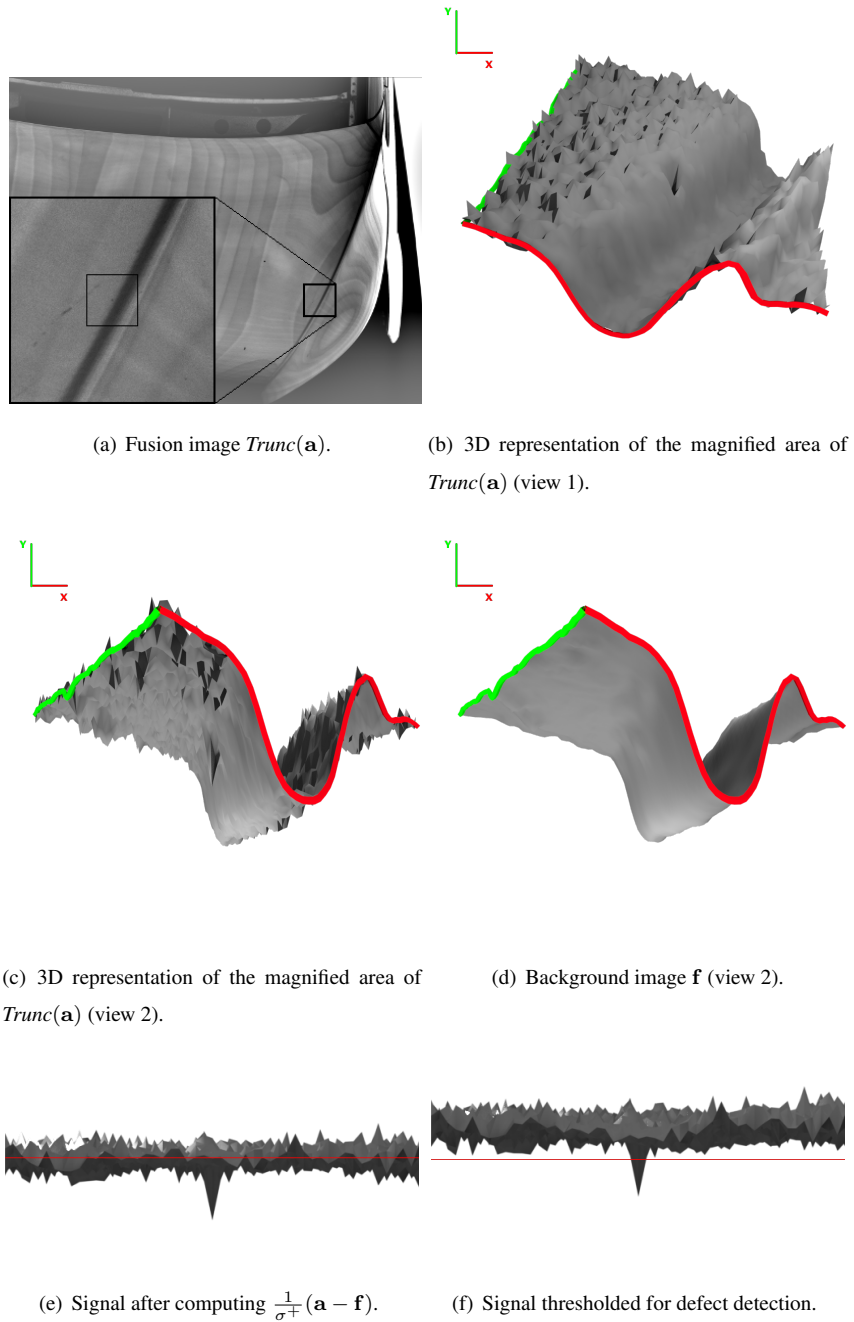 Y
X
(a) Fusion image Trunc(a).
(b) 3D representation of the magnified area of
Trunc(a) (view 1).
Y
X
Y
X
(c) 3D representation of the magnified area of
Trunc(a) (view 2).
(d) Background image f (view 2).
(e) Signal after computing 1/σ⁺ (a − f).
(f) Signal thresholded for defect detection.